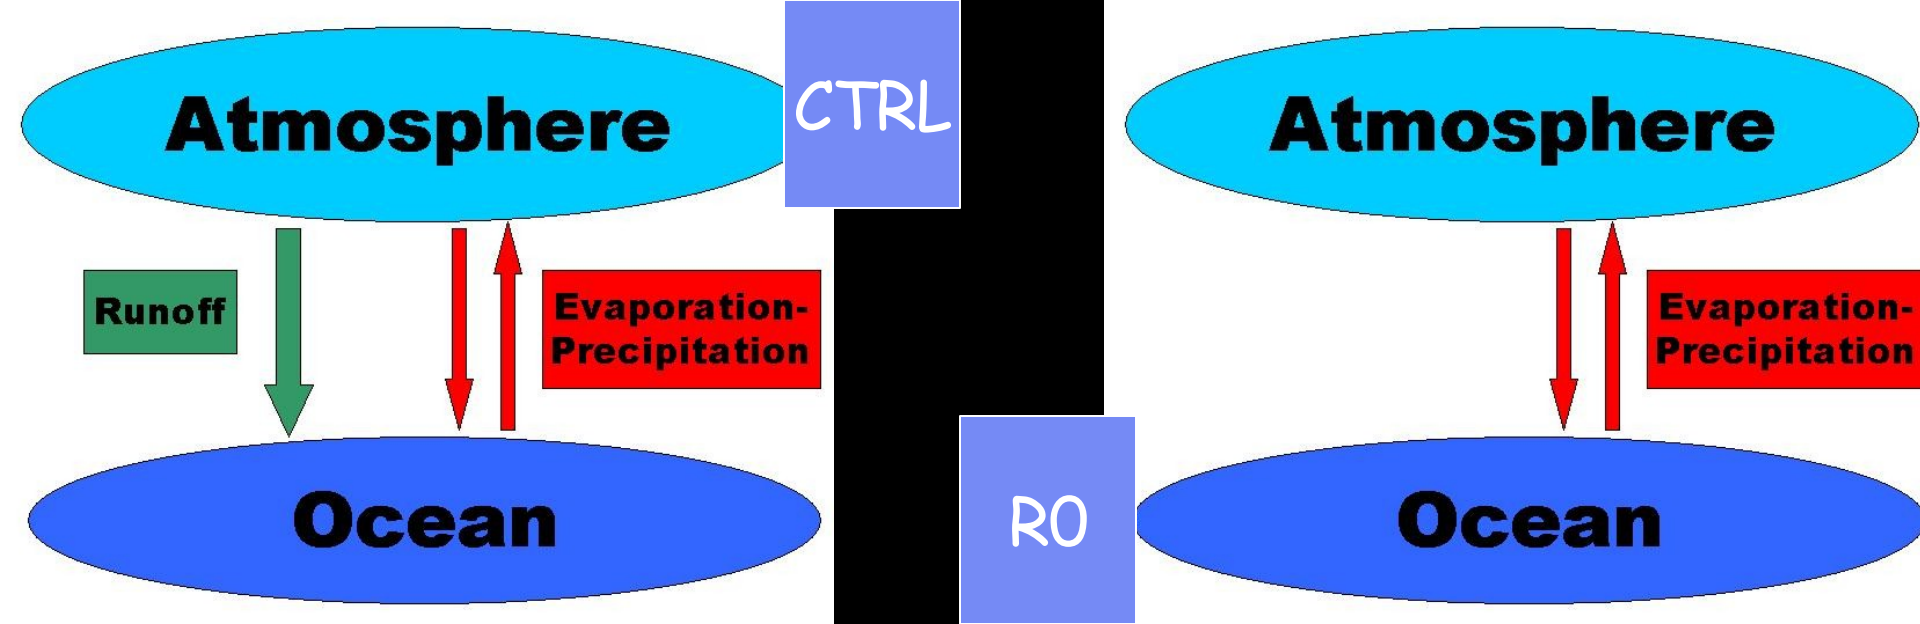 Atmosphere
CTRL
Runoff
Evaporation-
Precipitation
Ocean
Atmosphere
Evaporation-
Precipitation
R0
Ocean